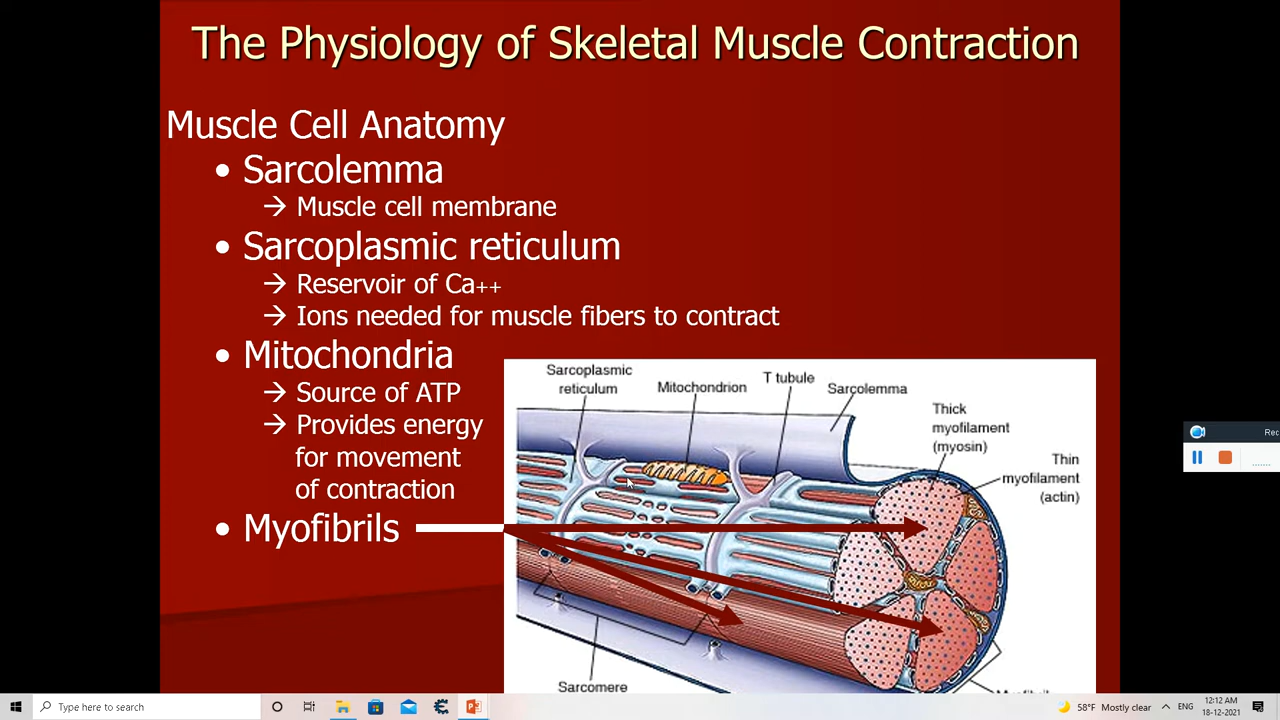 The Physiology of Skeletal Muscle Contraction
Muscle Cell Anatomy
• Sarcolemma
→ Muscle cell membrane
• Sarcoplasmic reticulum
→ Reservoir of Ca++
→ Ions needed for muscle fibers to contract
• Mitochondria
→ Source of ATP
→ Provides energy
for movement
of contraction
• Myofibrils
Sarcoplasmic
reticulum
Mitochondrion
T tubule
Sarcolemma
Thick
myofilament
(myosin)
Thin
myofilament
(actin)
Sarcomere
Rec
Type here to search
58°F Mostly clear
ENG
12:12 AM
18-12-2021